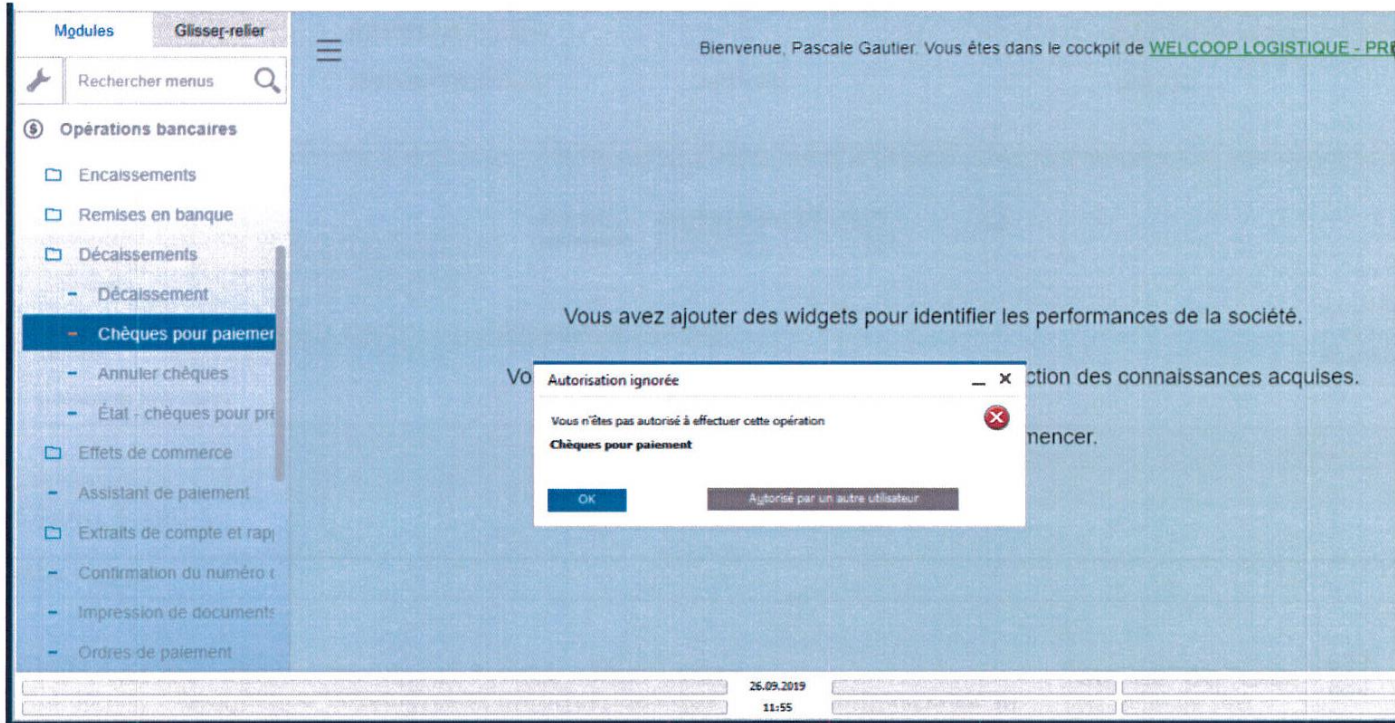 Modules
Glisser-relier
Bienvenue, Pascale Gautier. Vous êtes dans le cockpit de WELCOOP LOGISTIQUE - PRE
Rechercher menus
Opérations bancaires
Encaissements
Remises en banque
Décaissements
Décaissement
Chèques pour paiemer
Annuler chèques
État - chèques pour pre
Effets de commerce
Assistant de paiement
Extraits de compte et rap
Confirmation du numéro
Impression de documents
Ordres de paiement
Vous avez ajouter des widgets pour identifier les performances de la société.
Vo
ction des connaissances acquises.
mencer.
Autorisation ignorée
Vous n'êtes pas autorisé à effectuer cette opération
Chèques pour paiement
OK
Autorisé par un autre utilisateur
26.09.2019
11:55